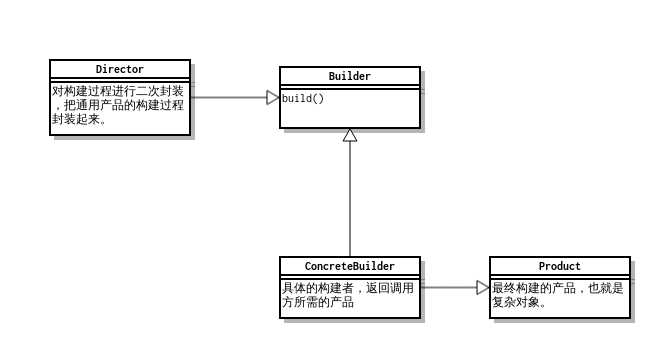 Director
对构建过程进行二次封装
，把通用产品的构建过程
封装起来。
Builder
build()
ConcreteBuilder
具体的构建者，返回调用
方所需的产品
Product
最终构建的产品，也就是
复杂对象。